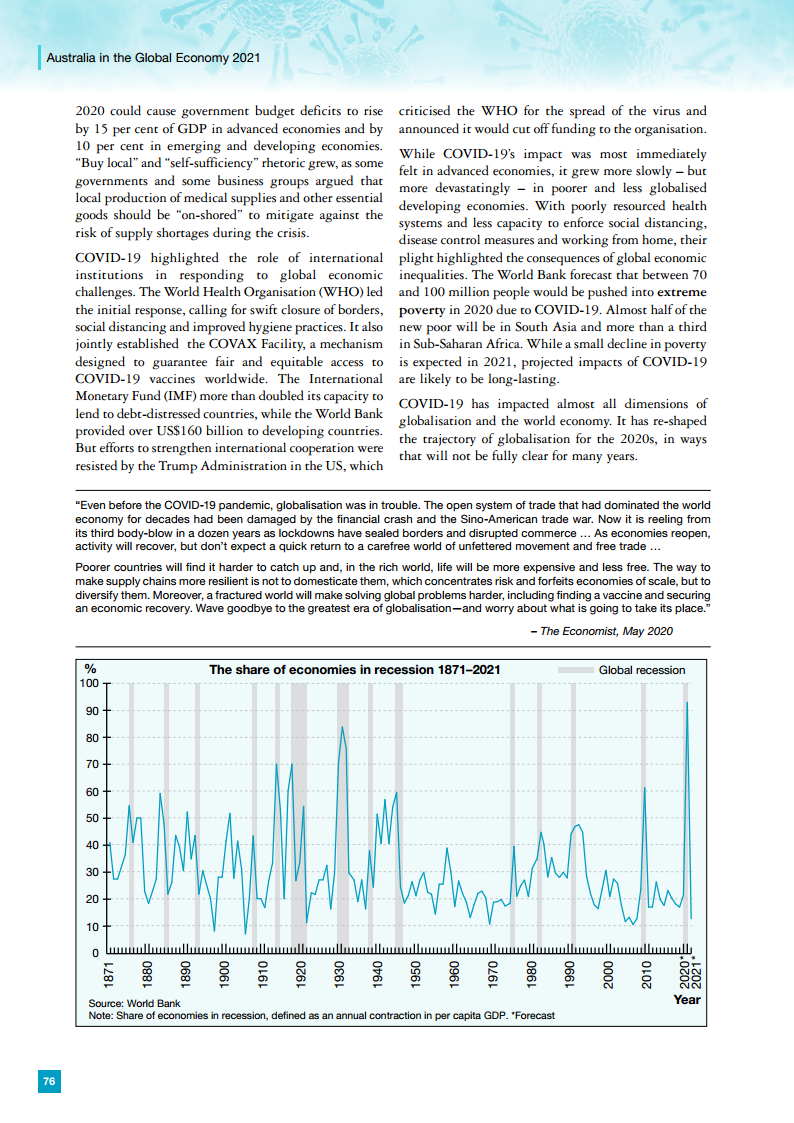 Australia in the Global Economy 2021
2020 could cause government budget deficits to rise
by 15 per cent of GDP in advanced economies and by
10 per cent in emerging and developing economies.
“Buy local” and “self-sufficiency” rhetoric grew, as some
governments and some business groups argued that
local production of medical supplies and other essential
goods should be “on-shored” to mitigate against the
risk of supply shortages during the crisis.
COVID-19 highlighted the role of international
institutions in responding to global economic
challenges. The World Health Organisation (WHO) led
the initial response, calling for swift closure of borders,
social distancing and improved hygiene practices. It also
jointly established the COVAX Facility, a mechanism
designed to guarantee fair and equitable access to
COVID-19 vaccines worldwide. The International
Monetary Fund (IMF) more than doubled its capacity to
lend to debt-distressed countries, while the World Bank
provided over US$160 billion to developing countries.
But efforts to strengthen international cooperation were
resisted by the Trump Administration in the US, which
criticised the WHO for the spread of the virus and
announced it would cut off funding to the organisation.
While COVID-19’s impact was most immediately
felt in advanced economies, it grew more slowly – but
more devastatingly – in poorer and less globalised
developing economies. With poorly resourced health
systems and less capacity to enforce social distancing,
disease control measures and working from home, their
plight highlighted the consequences of global economic
inequalities. The World Bank forecast that between 70
and 100 million people would be pushed into extreme
poverty in 2020 due to COVID-19. Almost half of the
new poor will be in South Asia and more than a third
in Sub-Saharan Africa. While a small decline in poverty
is expected in 2021, projected impacts of COVID-19
are likely to be long-lasting.
COVID-19 has impacted almost all dimensions of
globalisation and the world economy. It has re-shaped
the trajectory of globalisation for the 2020s, in ways
that will not be fully clear for many years.
“Even before the COVID-19 pandemic, globalisation was in trouble. The open system of trade that had dominated the world
economy for decades had been damaged by the financial crash and the Sino-American trade war. Now it is reeling from
its third body-blow in a dozen years as lockdowns have sealed borders and disrupted commerce … As economies reopen,
activity will recover, but don’t expect a quick return to a carefree world of unfettered movement and free trade …
Poorer countries will find it harder to catch up and, in the rich world, life will be more expensive and less free. The way to
make supply chains more resilient is not to domesticate them, which concentrates risk and forfeits economies of scale, but to
diversify them. Moreover, a fractured world will make solving global problems harder, including finding a vaccine and securing
an economic recovery. Wave goodbye to the greatest era of globalisation—and worry about what is going to take its place.”
– The Economist, May 2020
%
The share of economies in recession 1871–2021
Global recession
100
90
80
70
60
50
40
30
20
10
0
1871
1880
1890
1900
1910
1920
1930
1940
1950
1960
1970
1980
1990
2000
2010
2020*
2021*
Year
Source: World Bank
Note: Share of economies in recession, defined as an annual contraction in per capita GDP. *Forecast
76